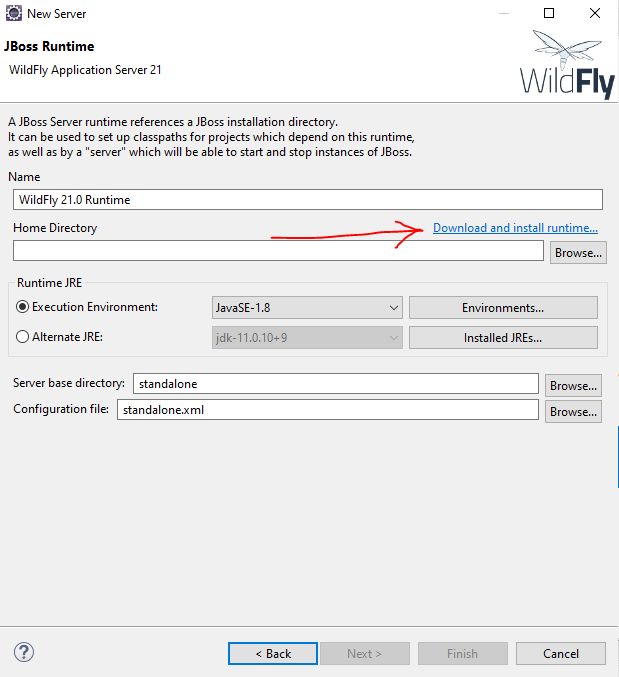 New Server
JBoss Runtime
WildFly Application Server 21
WildFly
A JBoss Server runtime references a JBoss installation directory.
It can be used to set up classpaths for projects which depend on this runtime,
as well as by a "server" which will be able to start and stop instances of JBoss.
Name
WildFly 21.0 Runtime
Home Directory Download and install runtime...
Browse...
Runtime JRE
Execution Environment: JavaSE-1.8 Environments...
Alternate JRE: jdk-11.0.10+9 Installed JREs...
Server base directory: standalone Browse...
Configuration file: standalone.xml Browse...
? < Back Next > Finish Cancel